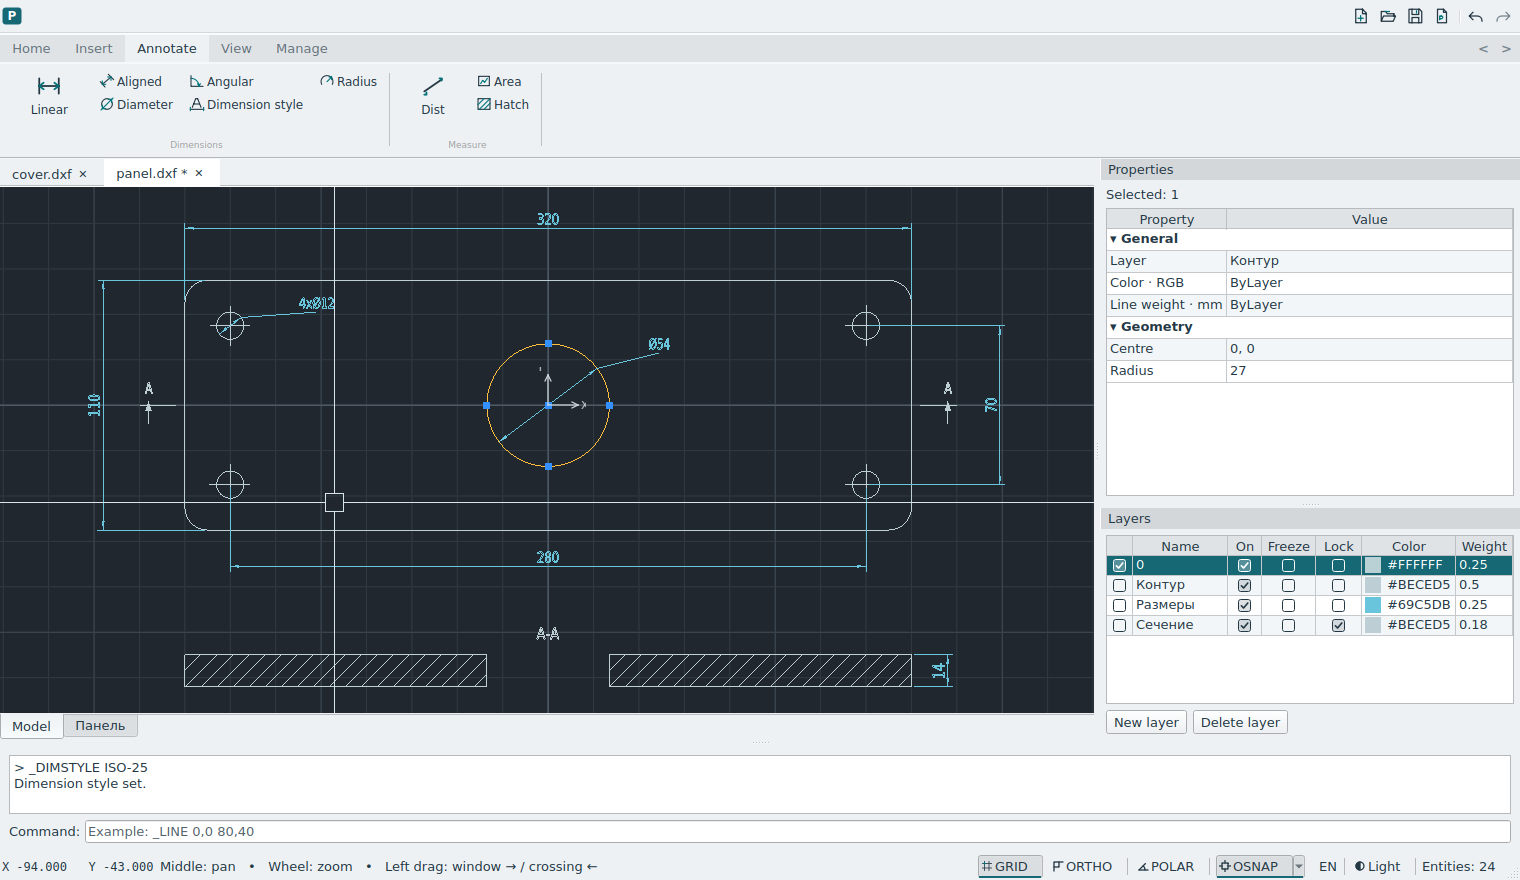 P
Home Insert Annotate View Manage < >
Linear
Aligned Angular Radius
Diameter Dimension style
Dimensions
Dist
Area
Hatch
Measure
cover.dxf × panel.dxf * ×
320
4xØ12
Ø54
A
A
110
70
X
280
A-A
14
Model Панель
Properties
Selected: 1
Property Value
▾ General
Layer Контур
Color · RGB ByLayer
Line weight · mm ByLayer
▾ Geometry
Centre 0, 0
Radius 27
Layers
Name On Freeze Lock Color Weight
0 #FFFFFF 0.25
Контур #BECED5 0.5
Размеры #69C5DB 0.25
Сечение #BECED5 0.18
New layer Delete layer
> _DIMSTYLE ISO-25
Dimension style set.
Command: Example: _LINE 0,0 80,40
X -94.000 Y -43.000 Middle: pan • Wheel: zoom • Left drag: window → / crossing ← GRID ORTHO POLAR OSNAP EN Light Entities: 24